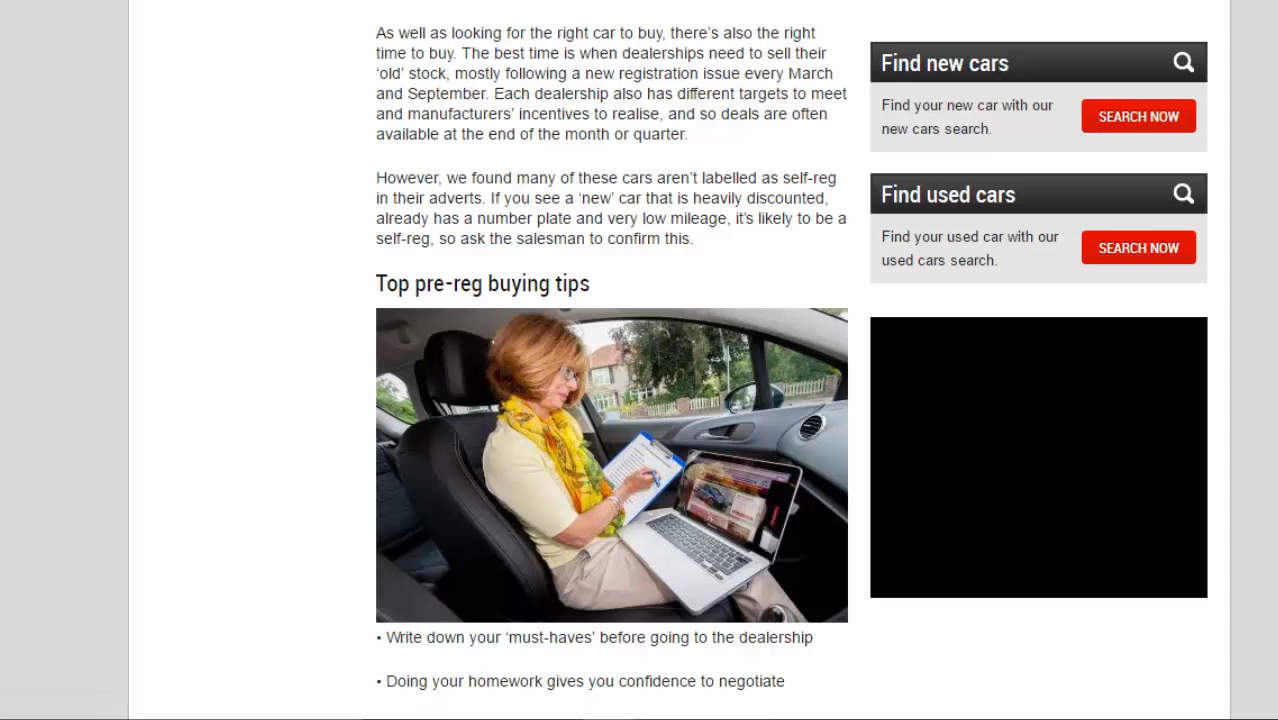 As well as looking for the right car to buy, there’s also the right
time to buy. The best time is when dealerships need to sell their
‘old’ stock, mostly following a new registration issue every March
and September. Each dealership also has different targets to meet
and manufacturers’ incentives to realise, and so deals are often
available at the end of the month or quarter.
However, we found many of these cars aren’t labelled as self-reg
in their adverts. If you see a ‘new’ car that is heavily discounted,
already has a number plate and very low mileage, it’s likely to be a
self-reg, so ask the salesman to confirm this.
Top pre-reg buying tips
• Write down your ‘must-haves’ before going to the dealership
• Doing your homework gives you confidence to negotiate
Find new cars
Find your new car with our
new cars search.
SEARCH NOW
Find used cars
Find your used car with our
used cars search.
SEARCH NOW